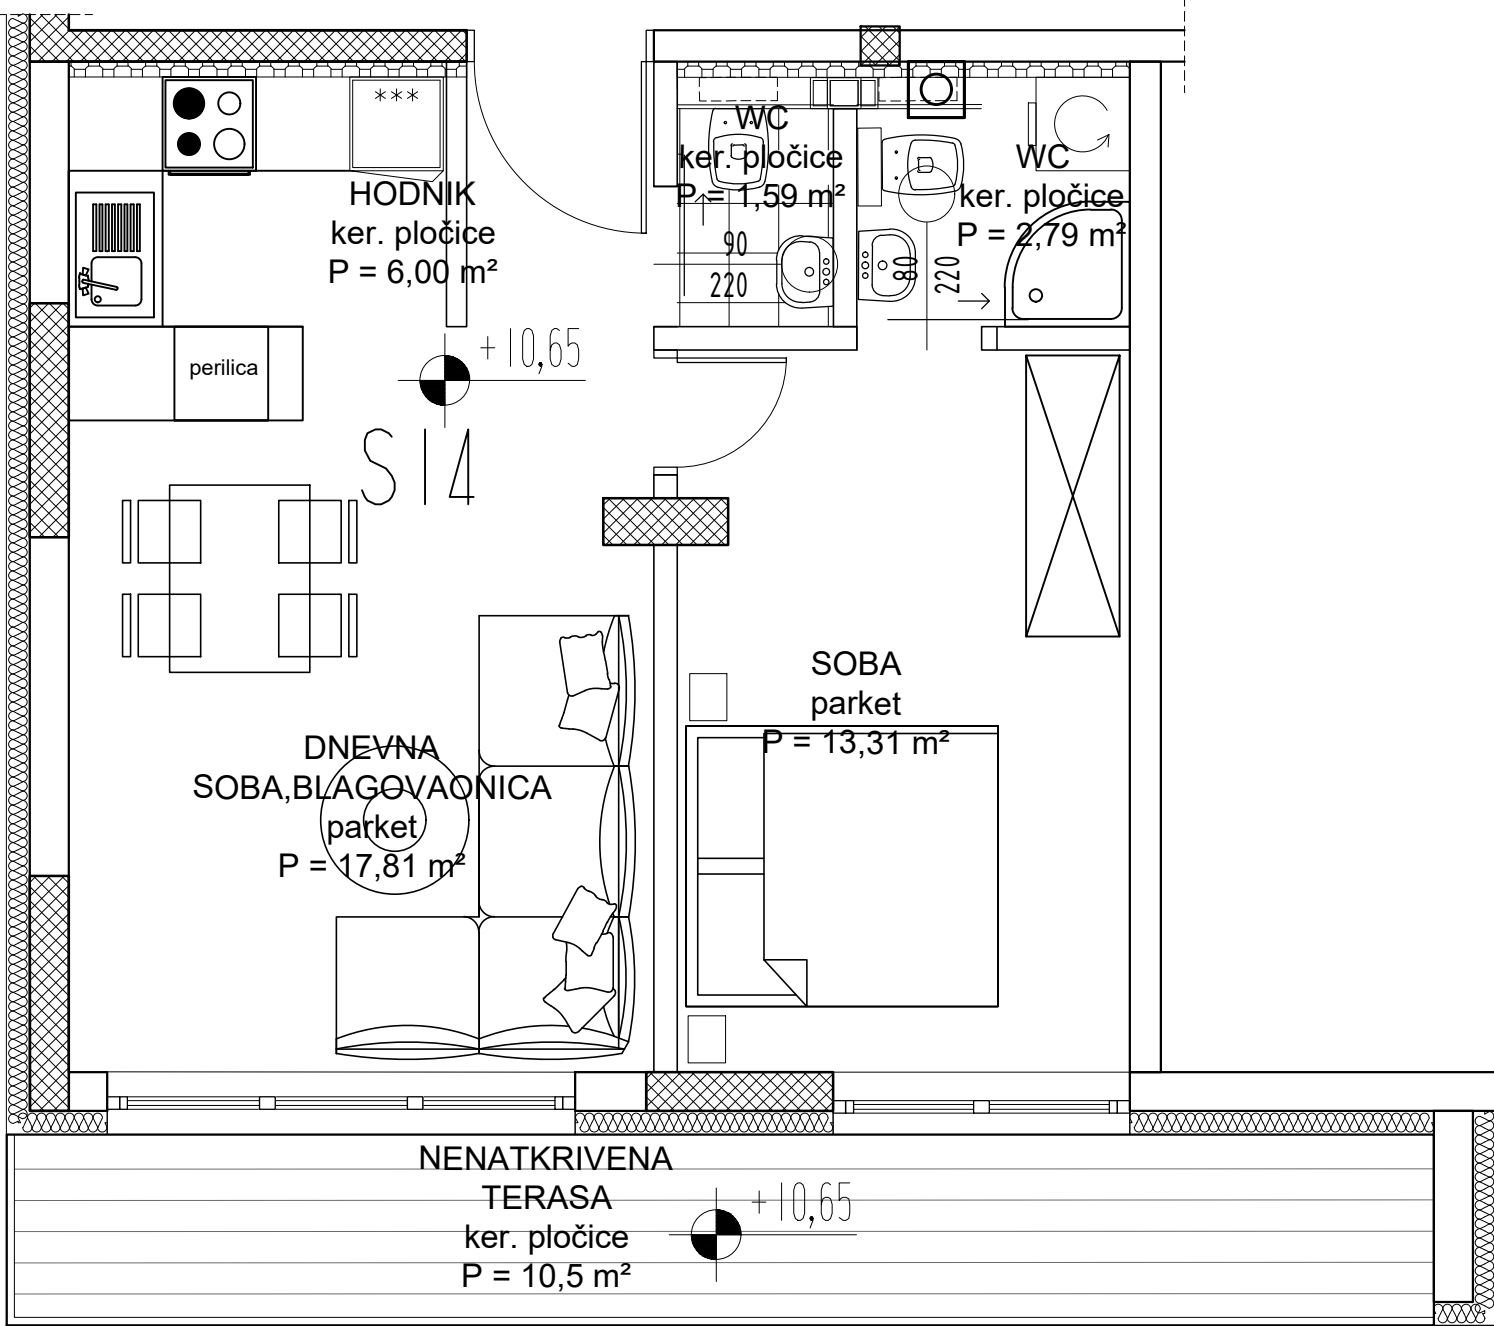 ***
HODNIK
ker. pločice
P = 6,00 m²
WC
ker. pločice
P = 1,59 m²
90
220
WC
ker. pločice
P = 2,79 m²
80
220
perilica
+10,65
S14
SOBA
parket
P = 13,31 m²
DNEVNA
SOBA,BLAGOVAONICA
parket
P = 17,81 m²
NENATKRIVENA
TERASA
ker. pločice
P = 10,5 m²
+10,65